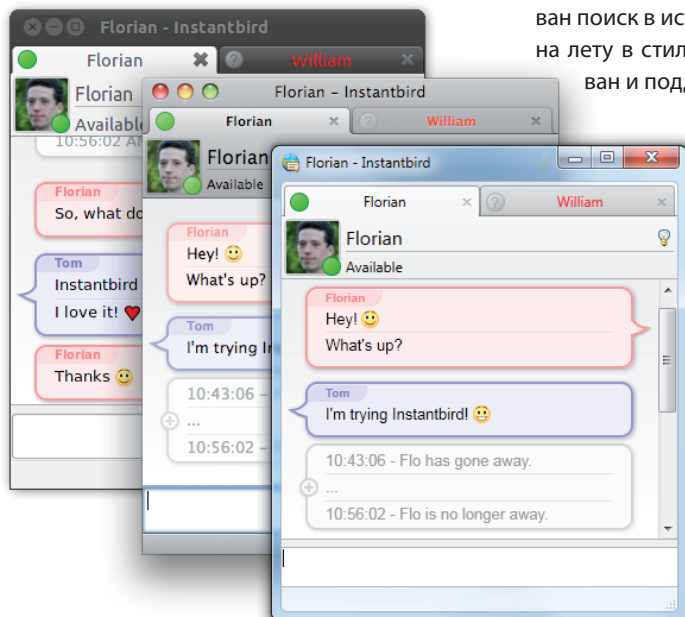 ван поиск в ис
на лету в стил
ван и под
Florian - Instantbird
Florian
William
Florian
Available
10:56:02 AM
Florian
So, what do
Tom
Instantbird
I love it!
Florian
Thanks
Florian – Instantbird
Florian
William
Florian
Available
Florian
Hey!
What's up?
Tom
I'm trying In
10:43:06 –
...
10:56:02 –
Florian - Instantbird
Florian
William
Florian
Available
Florian
Hey!
What's up?
Tom
I'm trying Instantbird!
10:43:06 - Flo has gone away.
...
10:56:02 - Flo is no longer away.